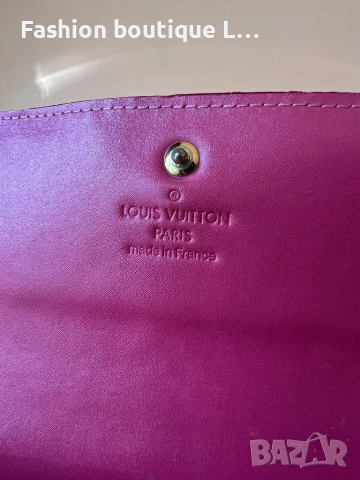 Fashion boutique L...
®
LOUIS VUITTON
PARIS
made in France
BAZAR